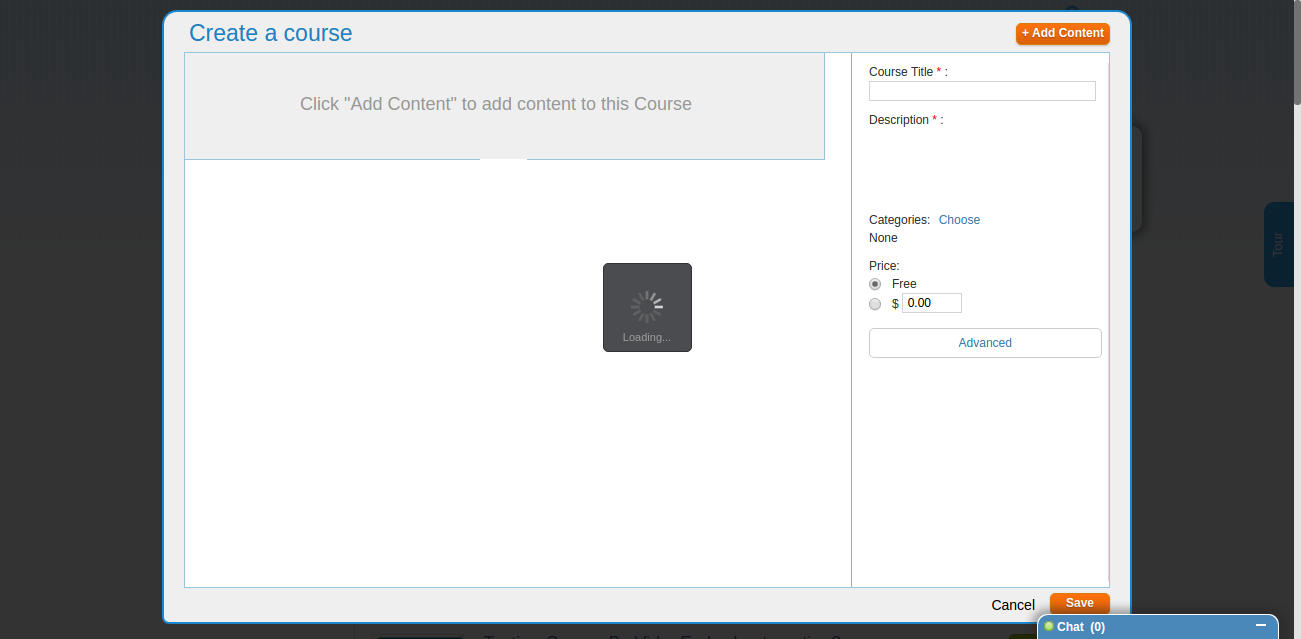 Create a course
+ Add Content
Click "Add Content" to add content to this Course
Course Title * :
Description * :
Categories: Choose
None
Price:
Free
$ 0.00
Advanced
Loading...
Tour
Cancel
Save
Chat (0)